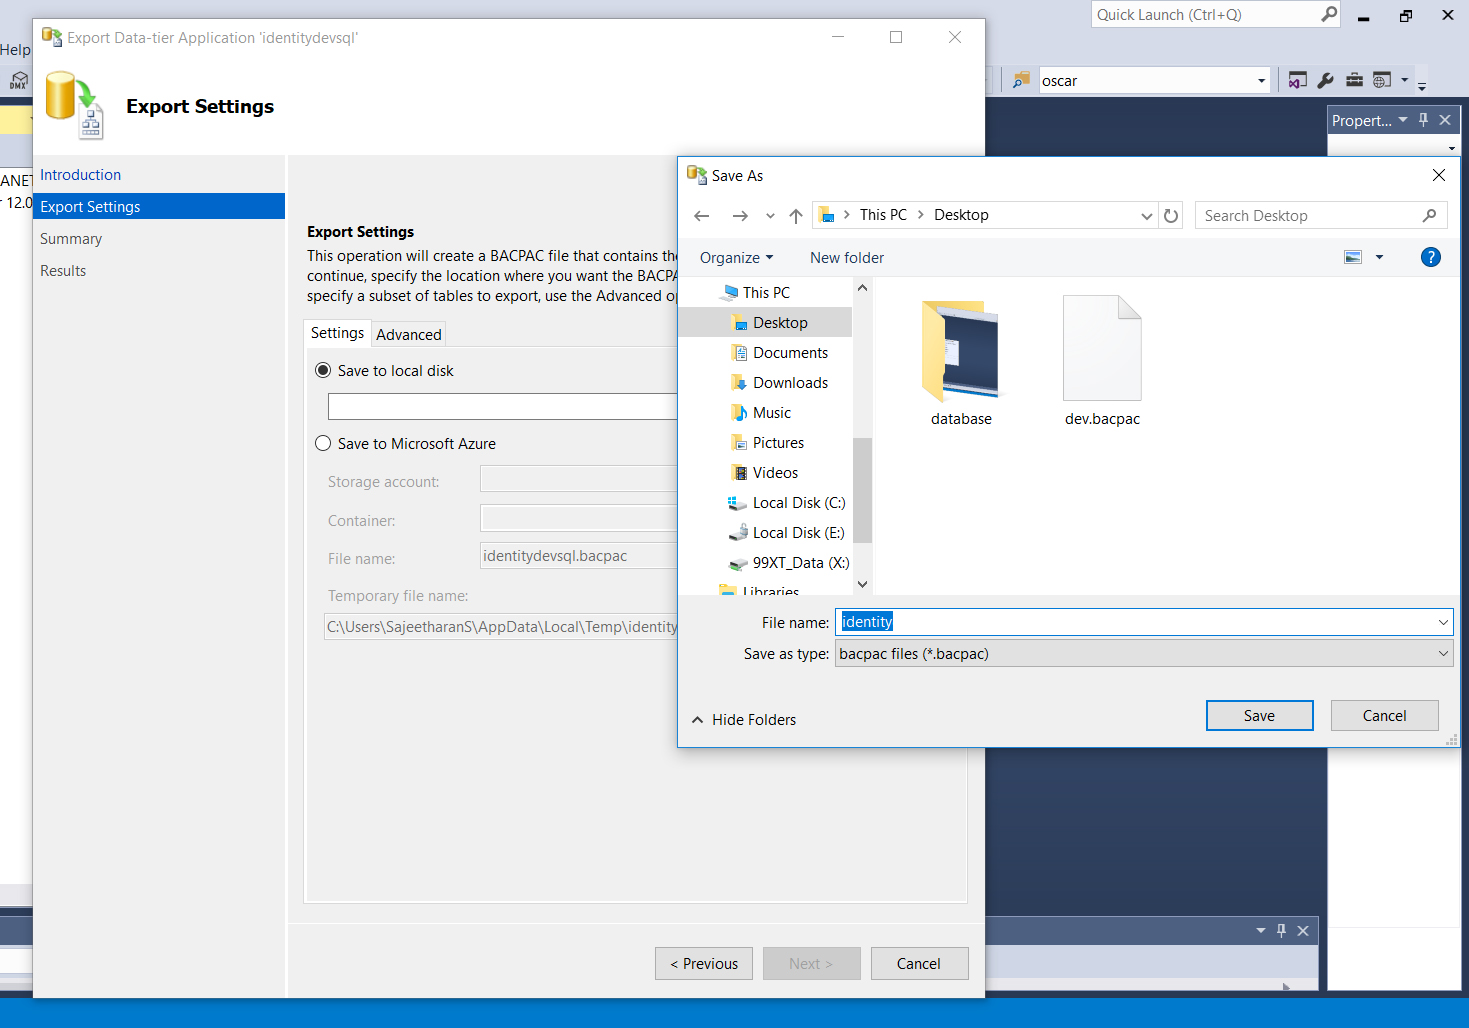 Quick Launch (Ctrl+Q)
Export Data-tier Application 'identitydevsql'
Help
DMX
oscar
Export Settings
Propert...
Introduction
ANET
r 12.0
Export Settings
Summary
Results
Export Settings
This operation will create a BACPAC file that contains the
continue, specify the location where you want the BACPA
specify a subset of tables to export, use the Advanced op
Settings
Advanced
Save to local disk
Save to Microsoft Azure
Storage account:
Container:
File name:
identitydevsql.bacpac
Temporary file name:
C:\Users\SajeetharanS\AppData\Local\Temp\identity
< Previous
Next >
Cancel
Save As
This PC
Desktop
Search Desktop
Organize
New folder
?
This PC
Desktop
Documents
Downloads
Music
Pictures
Videos
Local Disk (C:)
Local Disk (E:)
99XT_Data (X:)
Libraries
database
dev.bacpac
File name:
identity
Save as type:
bacpac files (*.bacpac)
Hide Folders
Save
Cancel